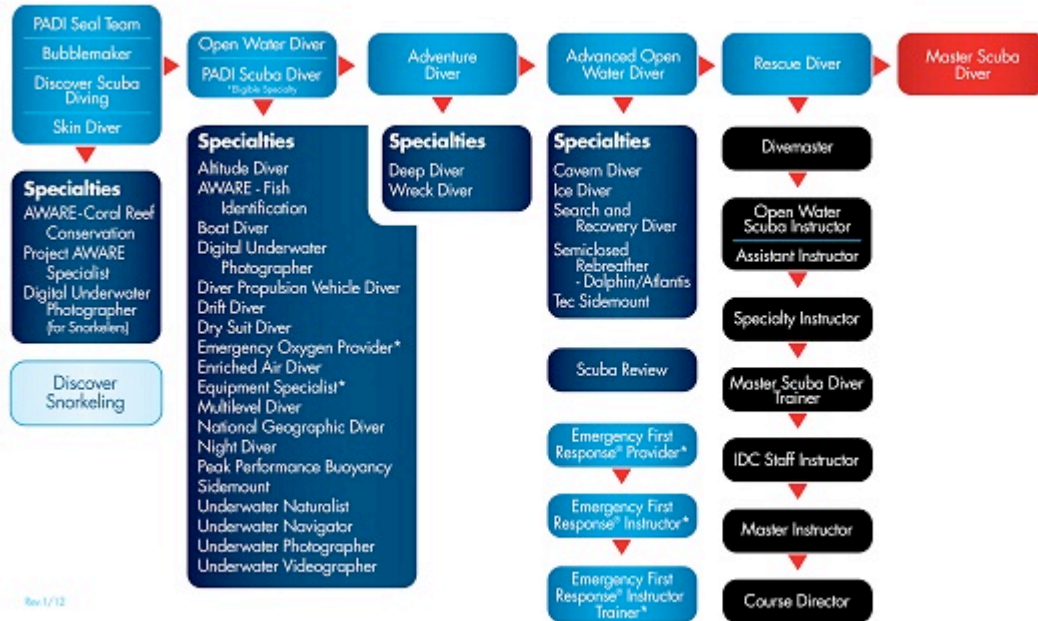 PADI Seal Team
Bubblemaker
Discover Scuba
Diving
Skin Diver
Specialties
AWARE-Coral Reef
Conservation
Project AWARE
Specialist
Digital Underwater
Photographer
(for Snorkelers)
Discover
Snorkeling
Open Water Diver
PADI Scuba Diver
*Eligible Specialty
Specialties
Altitude Diver
AWARE - Fish
Identification
Boat Diver
Digital Underwater
Photographer
Diver Propulsion Vehicle Diver
Drift Diver
Dry Suit Diver
Emergency Oxygen Provider*
Enriched Air Diver
Equipment Specialist*
Multilevel Diver
National Geographic Diver
Night Diver
Peak Performance Buoyancy
Sidemount
Underwater Naturalist
Underwater Navigator
Underwater Photographer
Underwater Videographer
Adventure
Diver
Specialties
Deep Diver
Wreck Diver
Advanced Open
Water Diver
Specialties
Cavern Diver
Ice Diver
Search and
Recovery Diver
Semiclosed
Rebreather
- Dolphin/Atlantis
Tec Sidemount
Scuba Review
Emergency First
Response® Provider*
Emergency First
Response® Instructor*
Emergency First
Response® Instructor
Trainer*
Rescue Diver
Divemaster
Open Water
Scuba Instructor
Assistant Instructor
Specialty Instructor
Master Scuba Diver
Trainer
IDC Staff Instructor
Master Instructor
Course Director
Master Scuba
Diver
Rev.1/12